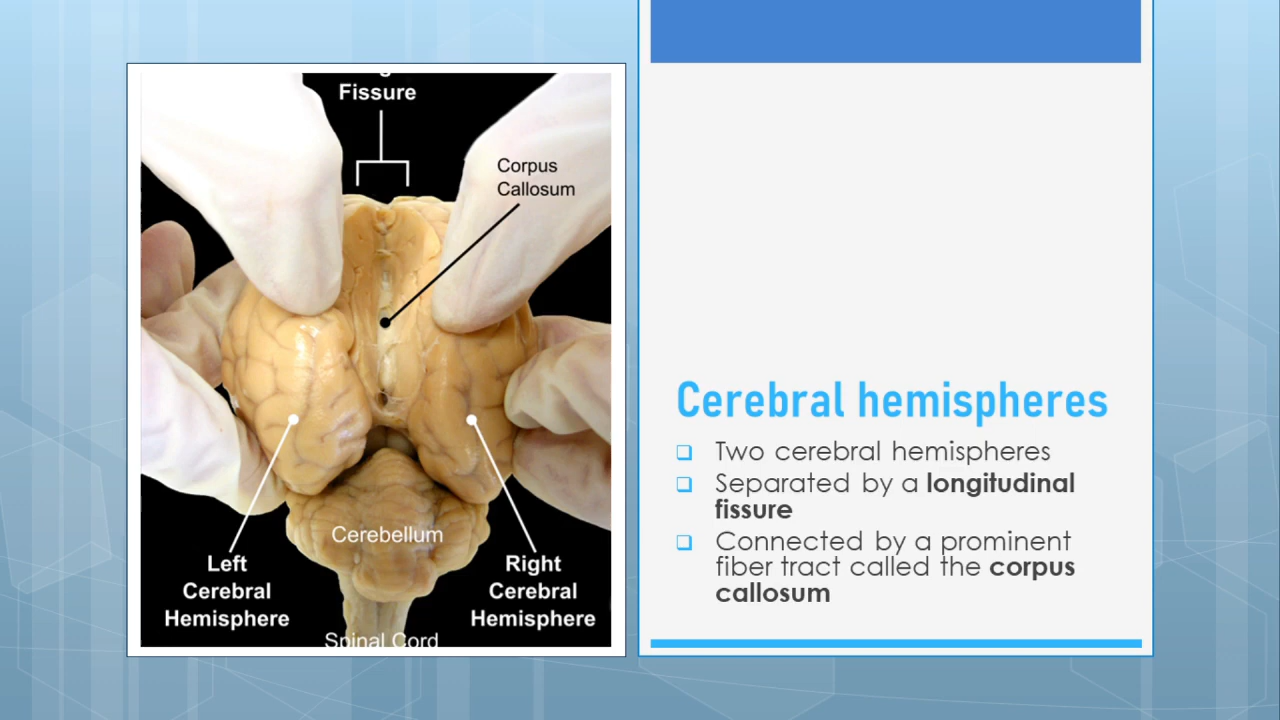 Fissure
Corpus
Callosum
Cerebellum
Left
Cerebral
Hemisphere
Right
Cerebral
Hemisphere
Spinal Cord
Cerebral hemispheres
Two cerebral hemispheres
Separated by a longitudinal
fissure
Connected by a prominent
fiber tract called the corpus
callosum